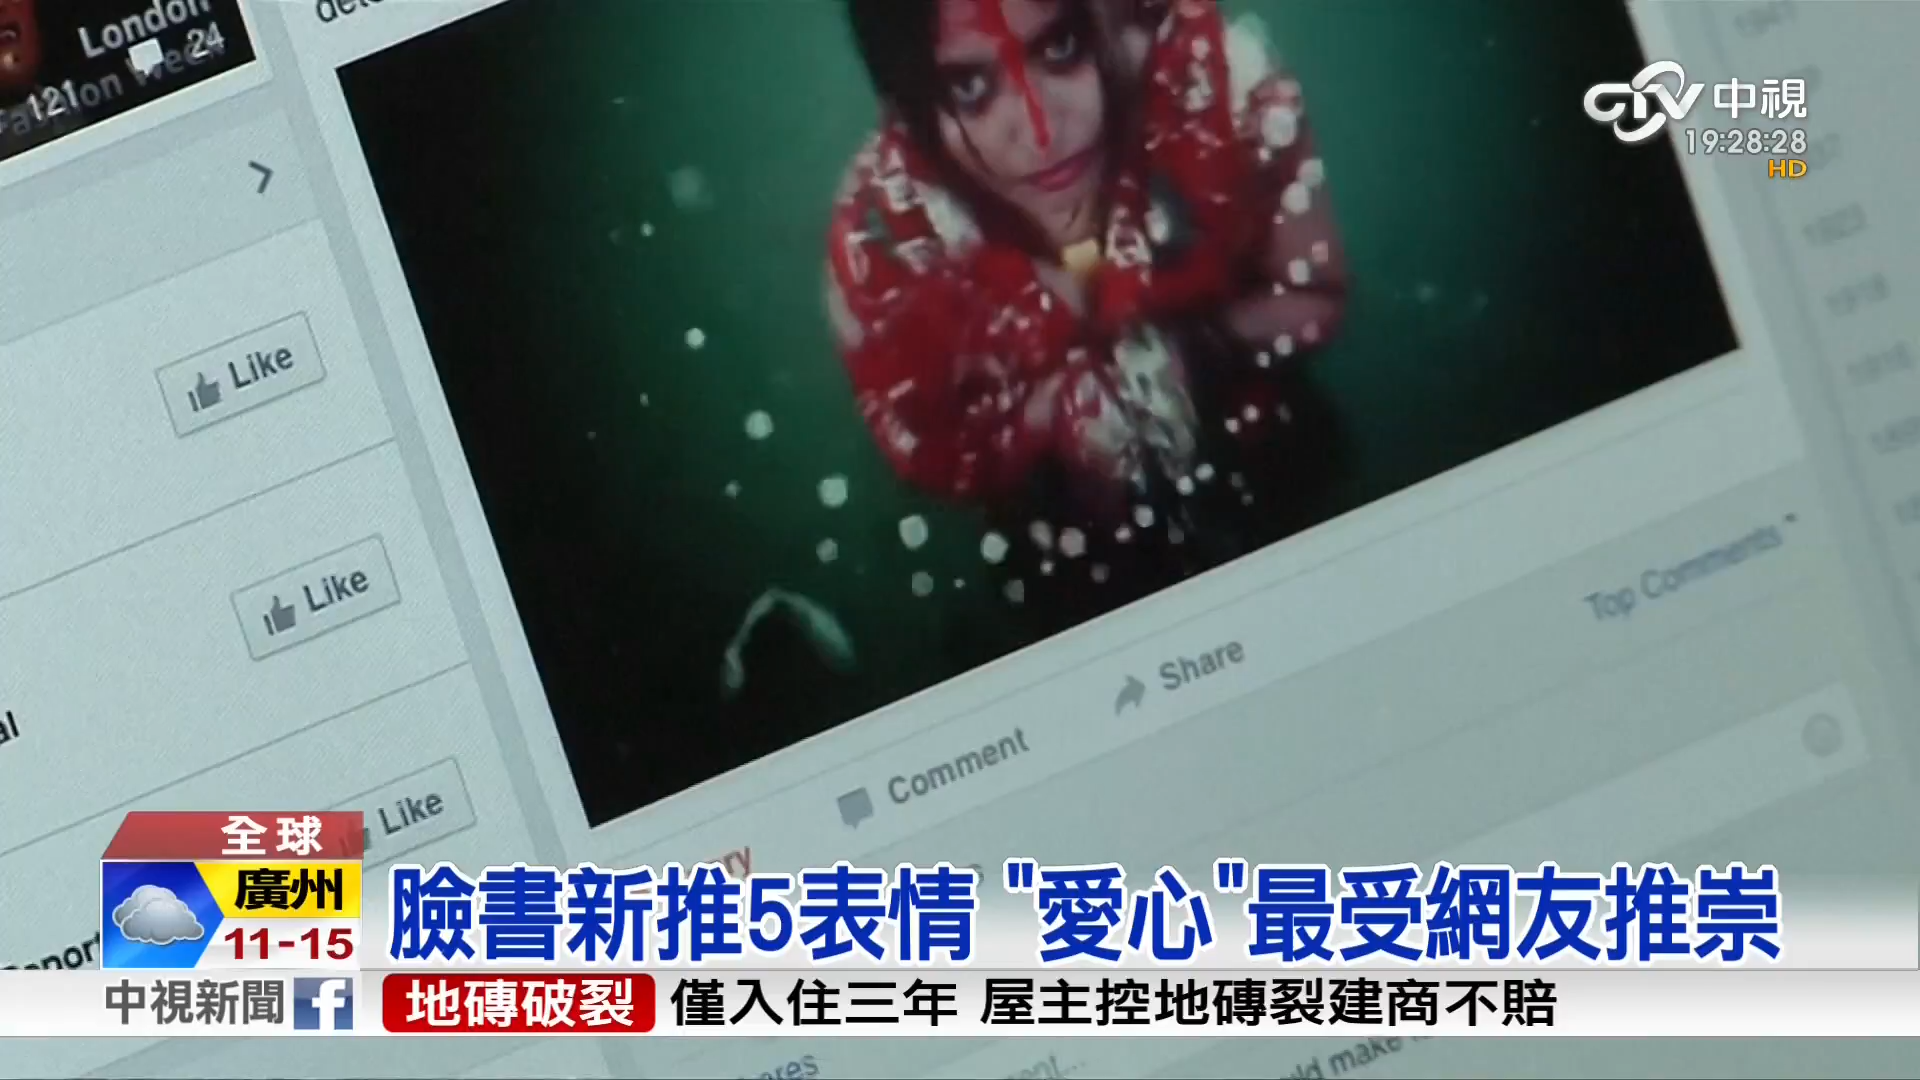 London
Fashion Week
24
121
CTV中視
19:28:28
HD
Like
Like
Like
Top Comments
Share
Comment
全球
廣州
11-15
臉書新推5表情 "愛心"最受網友推崇
中視新聞
地磚破裂 僅入住三年 屋主控地磚裂建商不賠